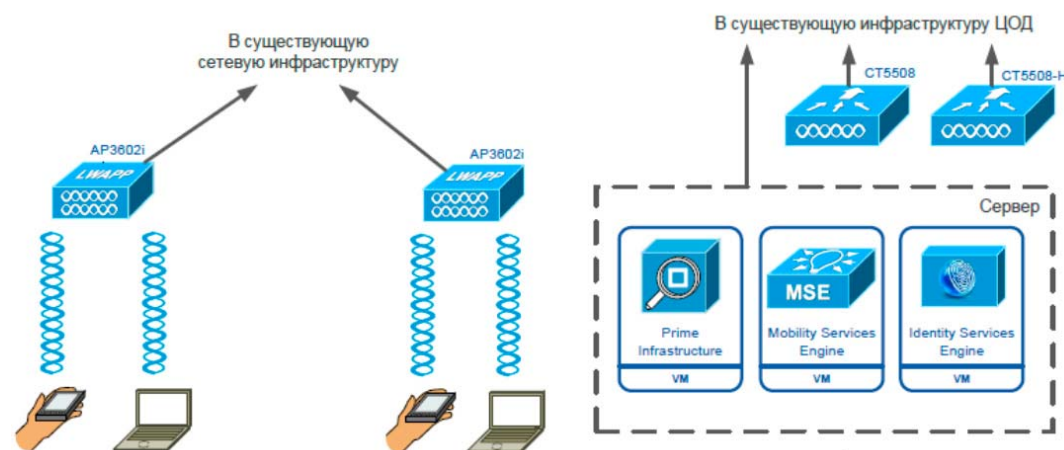 В существующую
сетевую инфраструктуру
AP3602i
LWAPP
AP3602i
LWAPP
В существующую инфраструктуру ЦОД
CT5508
CT5508-H
Сервер
Prime
Infrastructure
VM
MSE
Mobility Services
Engine
VM
Identity Services
Engine
VM